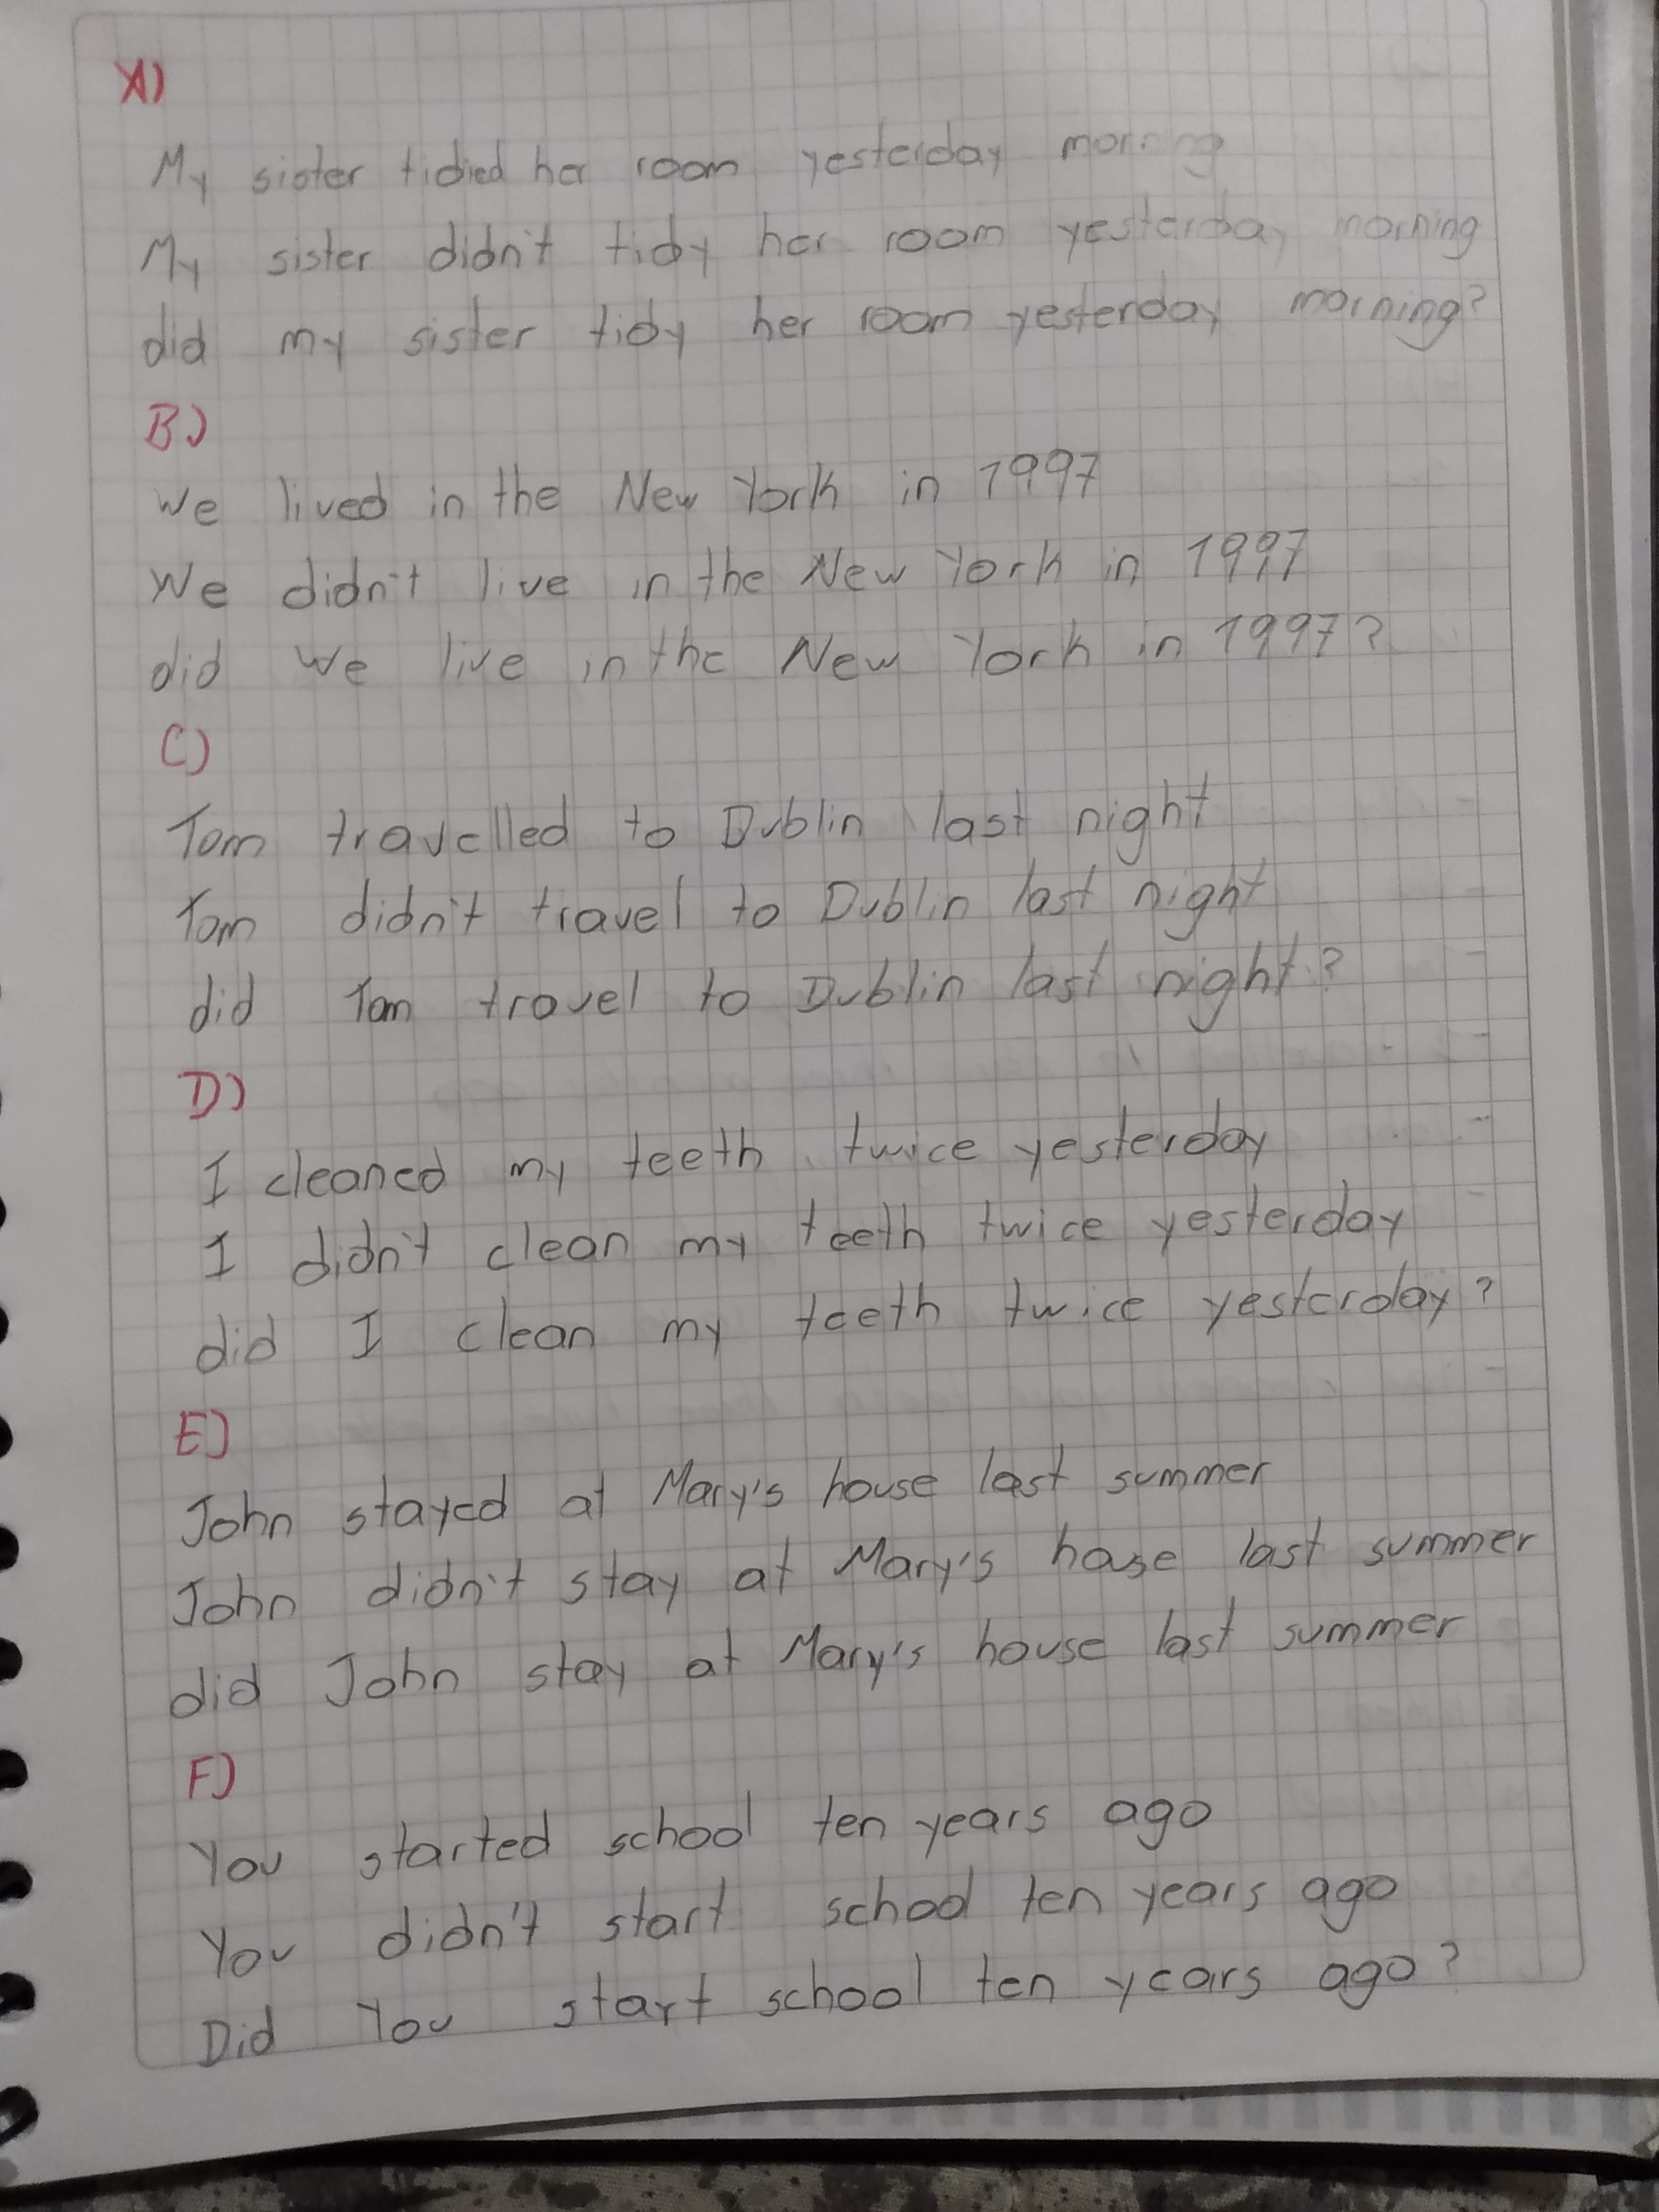 A)
My sister tidied her room yesterday morning
My sister didn't tidy her room yesterday morning
did my sister tidy her room yesterday morning?
B)
We lived in the New York in 1997
We didn't live in the New York in 1997
did we live in the New York in 1997?
C)
Tom travelled to Dublin last night
Tom didn't travel to Dublin last night
did Tom travel to Dublin last night?
D)
I cleaned my teeth twice yesterday
I didn't clean my teeth twice yesterday
did I clean my teeth twice yesterday?
E)
John stayed at Mary's house last summer
John didn't stay at Mary's house last summer
did John stay at Mary's house last summer
F)
You started school ten years ago
You didn't start school ten years ago
Did You start school ten years ago?